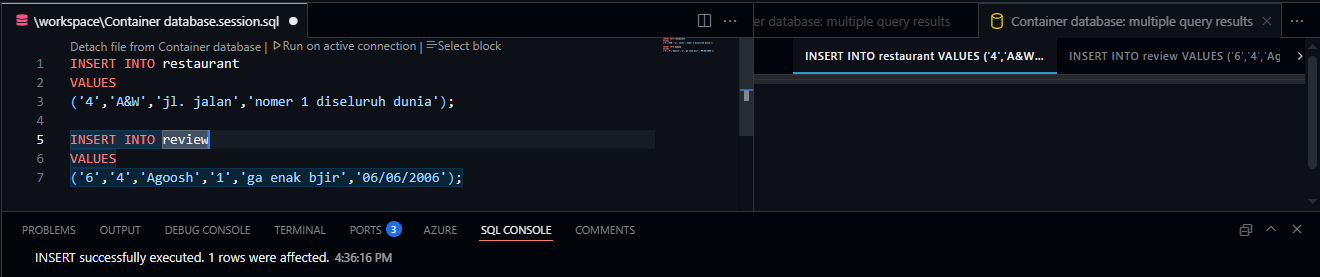 \workspace\Container database.session.sql
er database: multiple query results
Container database: multiple query results
Detach file from Container database | Run on active connection | Select block
1 INSERT INTO restaurant
2 VALUES
3 ('4','A&W','jl. jalan','nomer 1 diseluruh dunia');
4
5 INSERT INTO review
6 VALUES
7 ('6','4','Agoosh','1','ga enak bjir','06/06/2006');
INSERT INTO restaurant VALUES ('4','A&W...
INSERT INTO review VALUES ('6','4','Ag
PROBLEMS OUTPUT DEBUG CONSOLE TERMINAL PORTS 3 AZURE SQL CONSOLE COMMENTS
INSERT successfully executed. 1 rows were affected. 4:36:16 PM